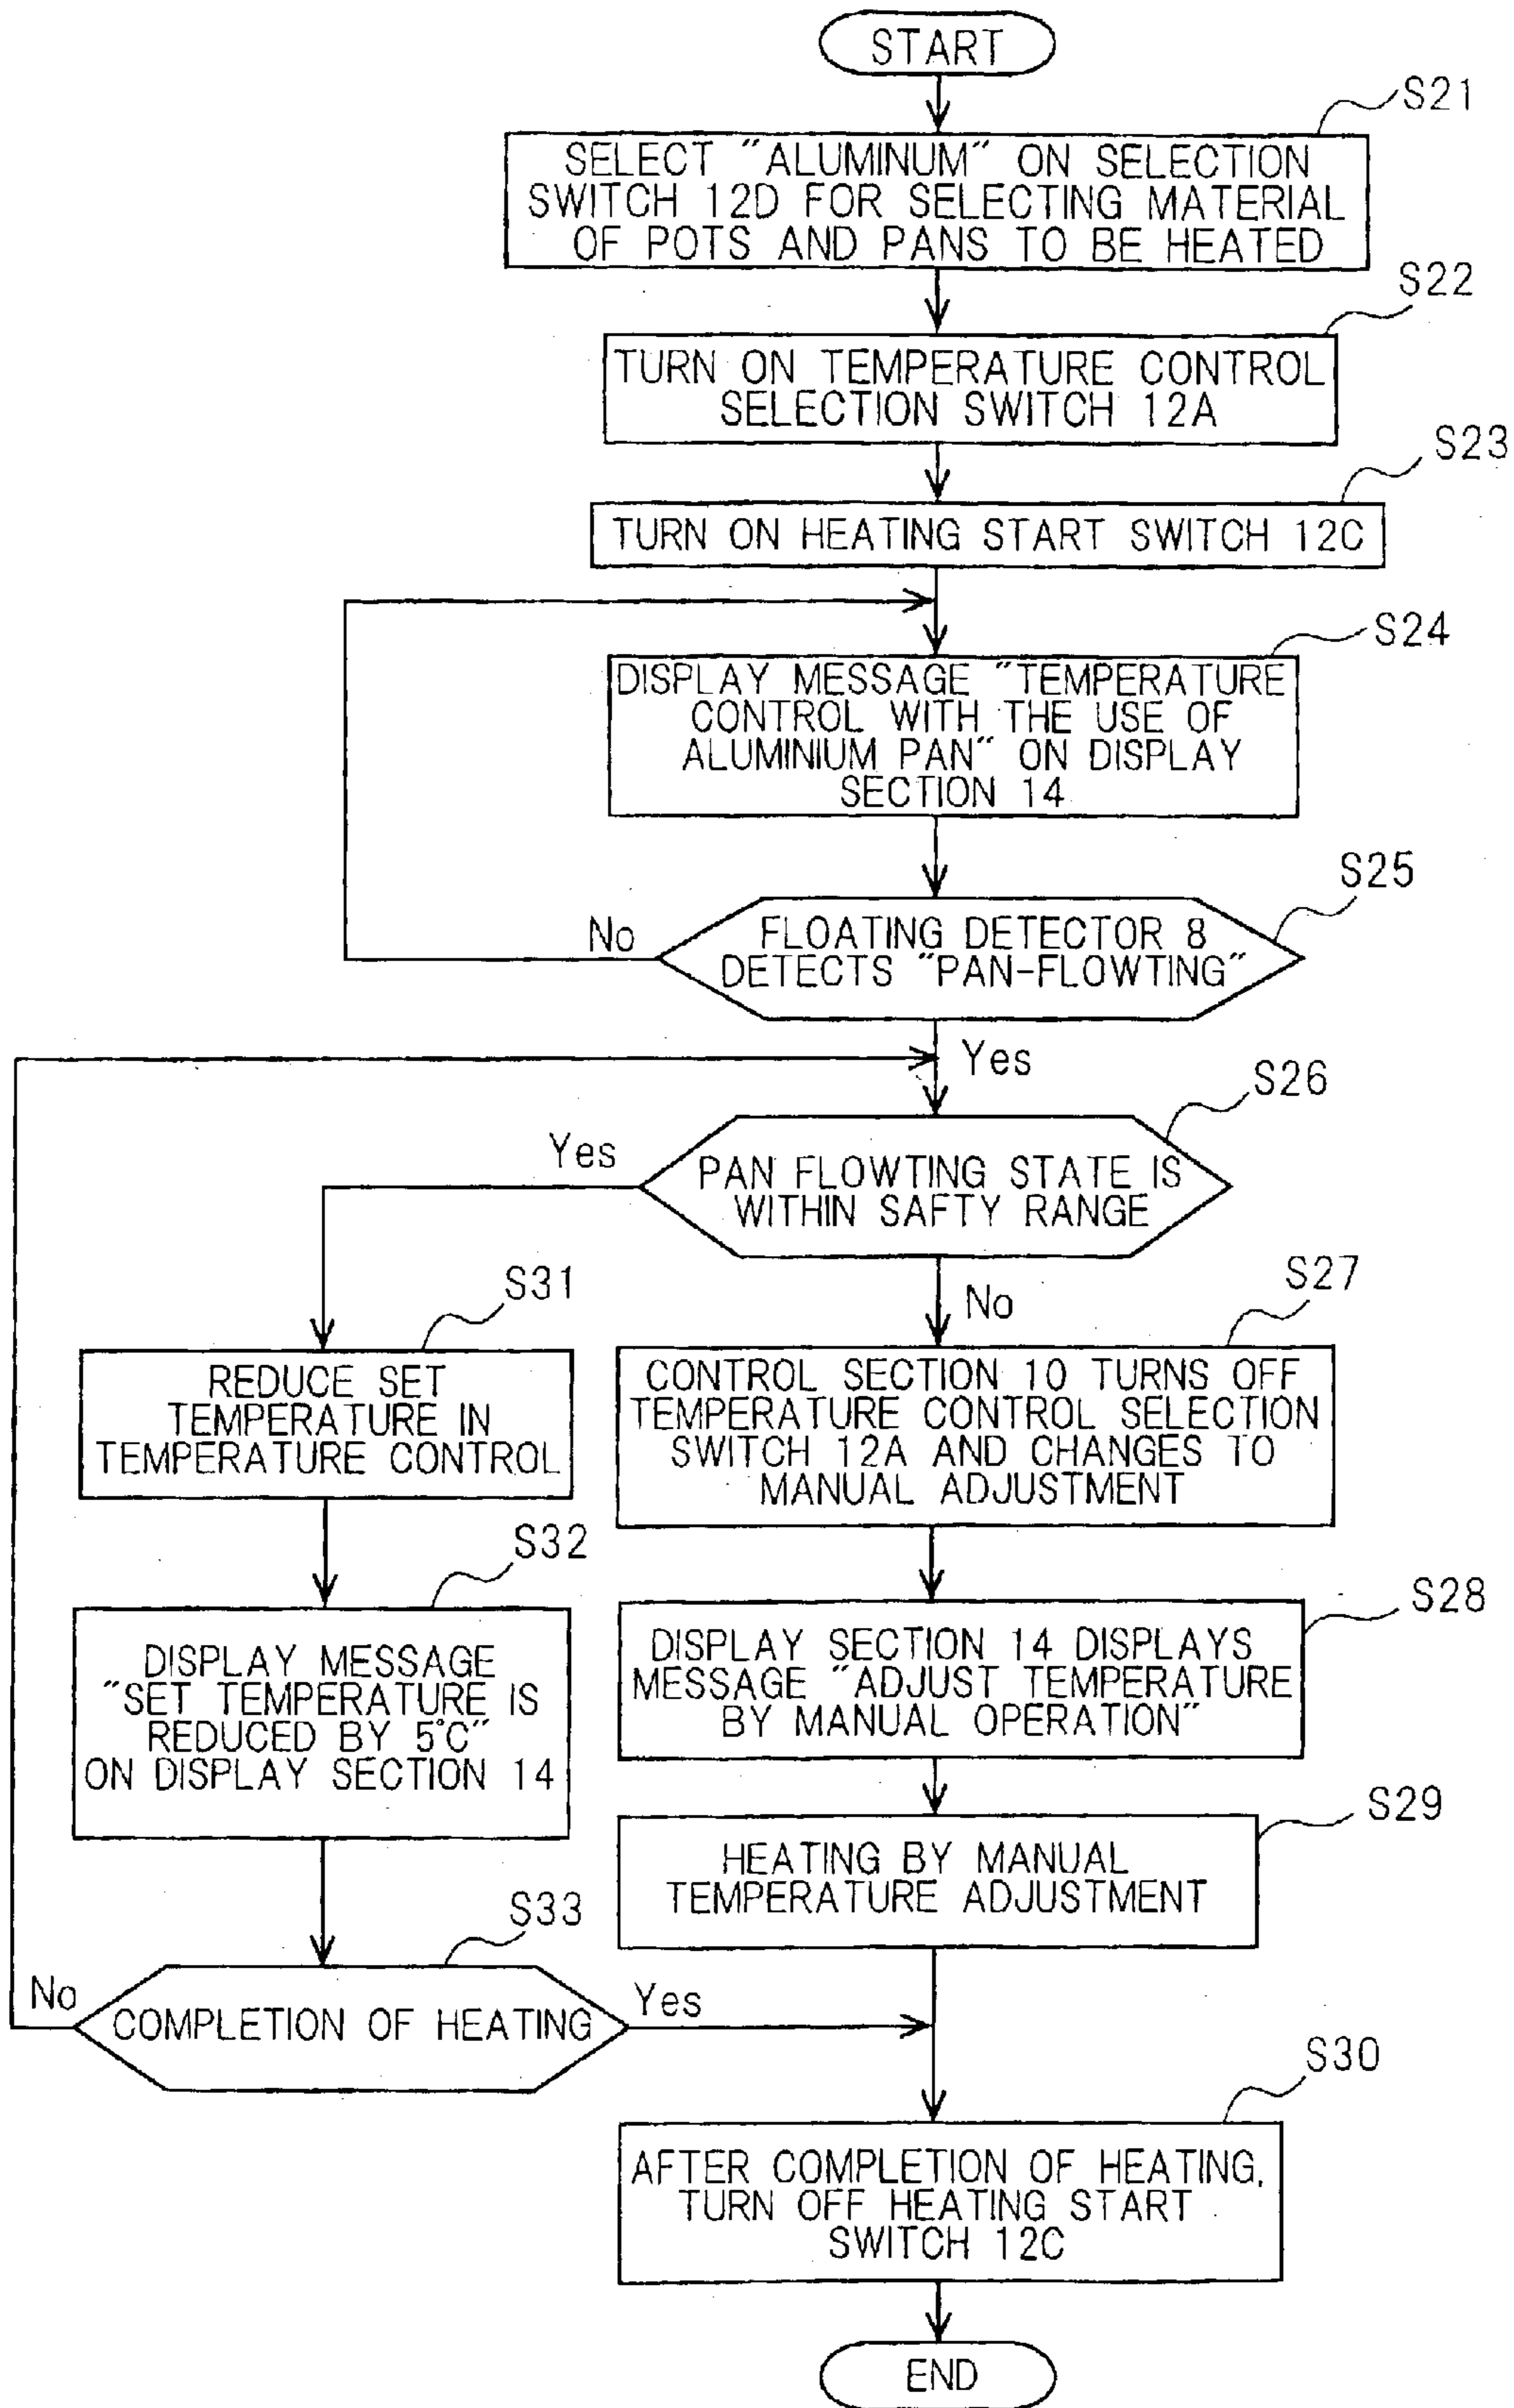 START
S21
SELECT "ALUMINUM" ON SELECTION
SWITCH 12D FOR SELECTING MATERIAL
OF POTS AND PANS TO BE HEATED
S22
TURN ON TEMPERATURE CONTROL
SELECTION SWITCH 12A
S23
TURN ON HEATING START SWITCH 12C
S24
DISPLAY MESSAGE "TEMPERATURE
CONTROL WITH THE USE OF
ALUMINIUM PAN" ON DISPLAY
SECTION 14
S25
No
FLOATING DETECTOR 8
DETECTS "PAN-FLOWTING"
Yes
S26
Yes
PAN FLOWTING STATE IS
WITHIN SAFTY RANGE
No
S31
REDUCE SET
TEMPERATURE IN
TEMPERATURE CONTROL
S27
CONTROL SECTION 10 TURNS OFF
TEMPERATURE CONTROL SELECTION
SWITCH 12A AND CHANGES TO
MANUAL ADJUSTMENT
S32
DISPLAY MESSAGE
"SET TEMPERATURE IS
REDUCED BY 5°C"
ON DISPLAY SECTION 14
S28
DISPLAY SECTION 14 DISPLAYS
MESSAGE "ADJUST TEMPERATURE
BY MANUAL OPERATION"
S29
HEATING BY MANUAL
TEMPERATURE ADJUSTMENT
S33
No
COMPLETION OF HEATING
Yes
S30
AFTER COMPLETION OF HEATING,
TURN OFF HEATING START
SWITCH 12C
END